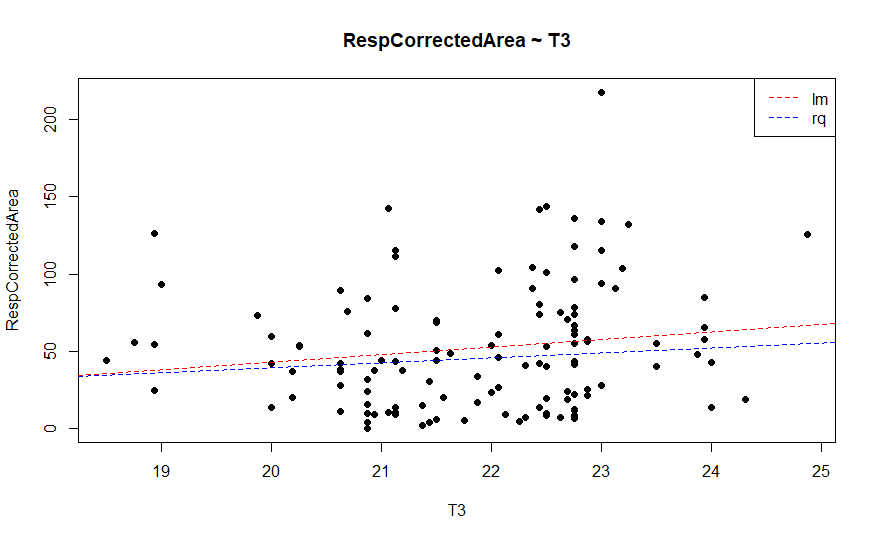 RespCorrectedArea ~ T3
lm
rq
RespCorrectedArea
200
150
100
50
0
19 20 21 22 23 24 25
T3